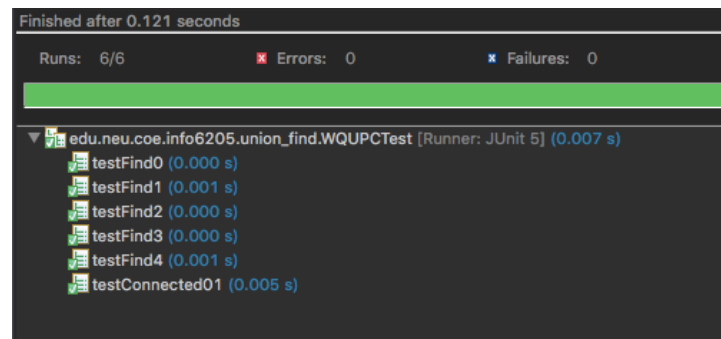 Finished after 0.121 seconds
Runs: 6/6 Errors: 0 Failures: 0
edu.neu.coe.info6205.union_find.WQUPCTest [Runner: JUnit 5] (0.007 s)
testFind0 (0.000 s)
testFind1 (0.001 s)
testFind2 (0.000 s)
testFind3 (0.000 s)
testFind4 (0.001 s)
testConnected01 (0.005 s)